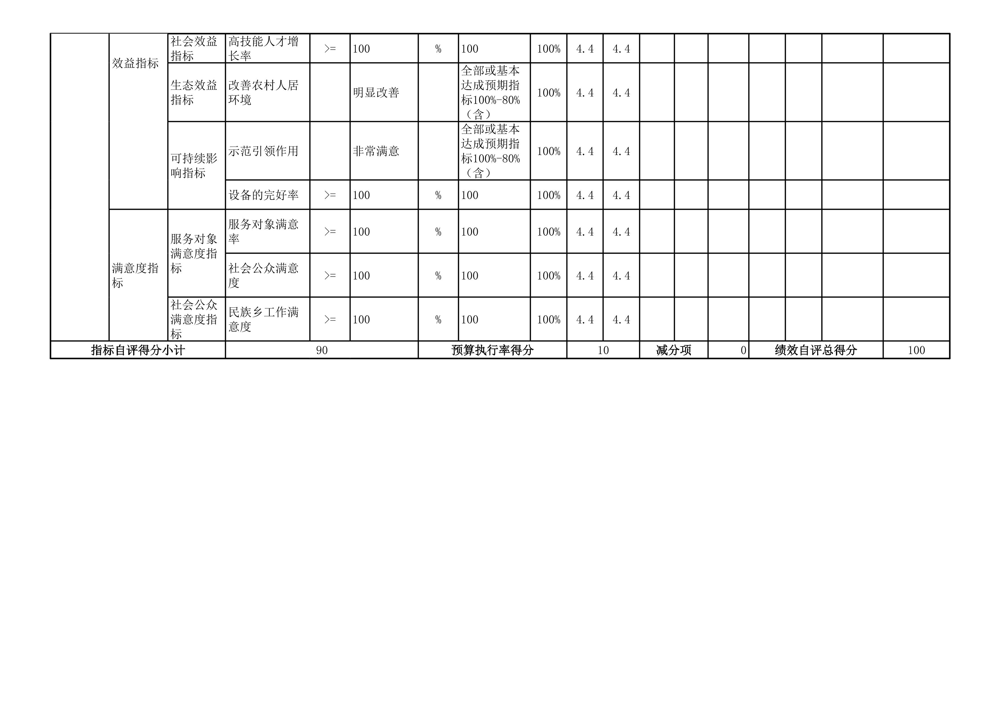 效益指标
社会效益
指标
高技能人才增
长率
>=
100
%
100
100%
4.4
4.4
生态效益
指标
改善农村人居
环境
明显改善
全部或基本
达成预期指
标100%-80%
（含）
100%
4.4
4.4
可持续影
响指标
示范引领作用
非常满意
全部或基本
达成预期指
标100%-80%
（含）
100%
4.4
4.4
设备的完好率
>=
100
%
100
100%
4.4
4.4
满意度指
标
服务对象
满意度指
标
服务对象满意
率
>=
100
%
100
100%
4.4
4.4
社会公众满意
度
>=
100
%
100
100%
4.4
4.4
社会公众
满意度指
标
民族乡工作满
意度
>=
100
%
100
100%
4.4
4.4
指标自评得分小计
90
预算执行率得分
10
减分项
0
绩效自评总得分
100